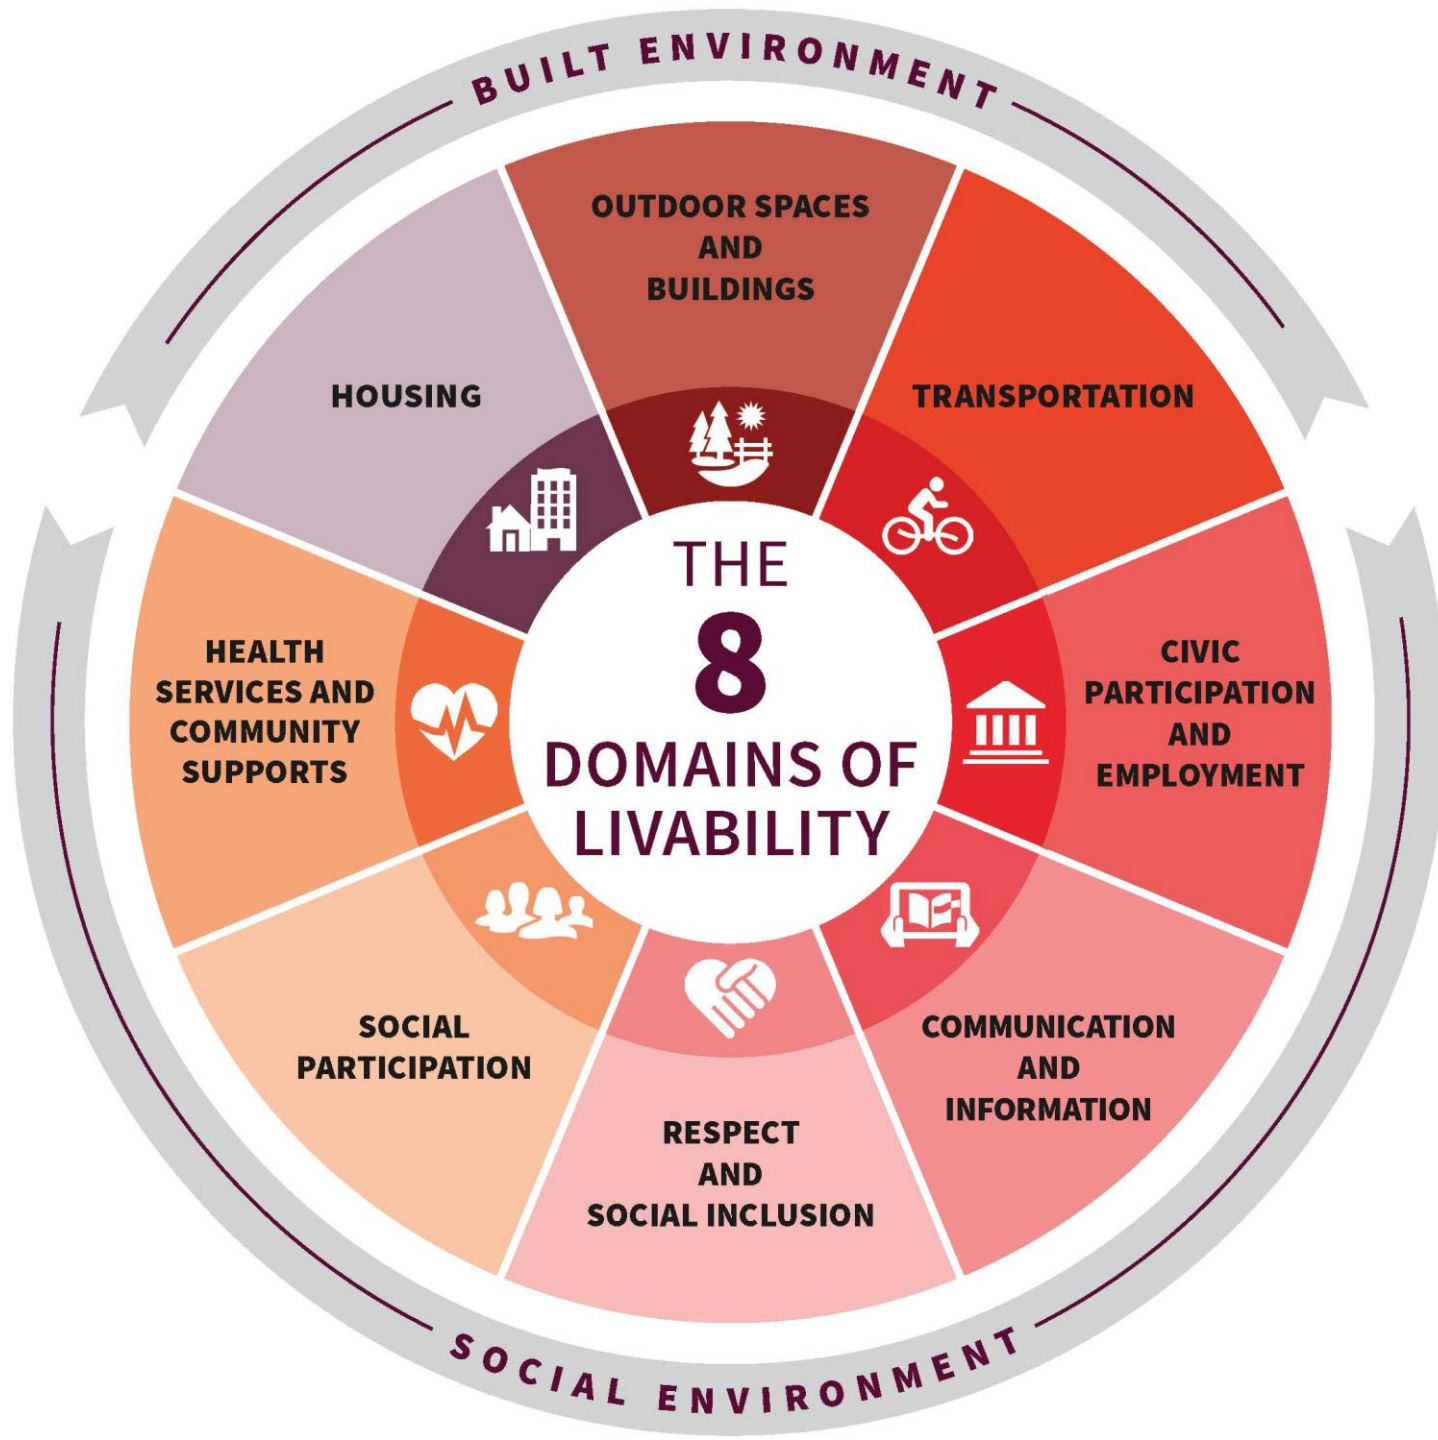 BUILT ENVIRONMENT
OUTDOOR SPACES
AND
BUILDINGS
TRANSPORTATION
CIVIC
PARTICIPATION
AND
EMPLOYMENT
COMMUNICATION
AND
INFORMATION
RESPECT
AND
SOCIAL INCLUSION
SOCIAL
PARTICIPATION
HEALTH
SERVICES AND
COMMUNITY
SUPPORTS
HOUSING
THE
8
DOMAINS OF
LIVABILITY
SOCIAL ENVIRONMENT